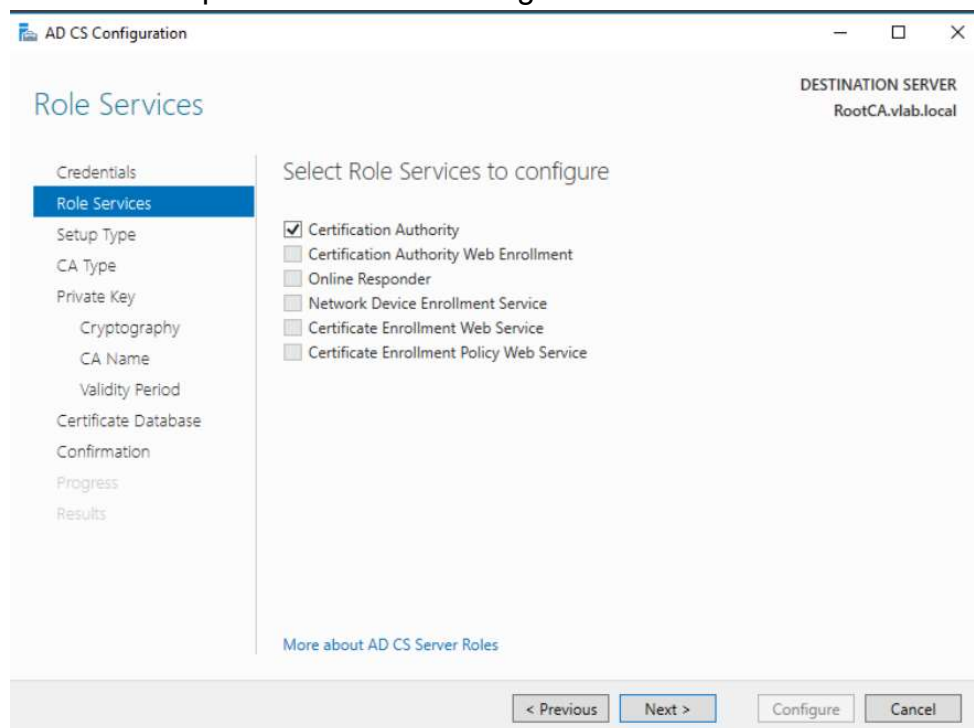 AD CS Configuration
Role Services
DESTINATION SERVER
RootCA.vlab.local
Credentials
Role Services
Setup Type
CA Type
Private Key
Cryptography
CA Name
Validity Period
Certificate Database
Confirmation
Progress
Results
Select Role Services to configure
Certification Authority
Certification Authority Web Enrollment
Online Responder
Network Device Enrollment Service
Certificate Enrollment Web Service
Certificate Enrollment Policy Web Service
More about AD CS Server Roles
< Previous Next > Configure Cancel